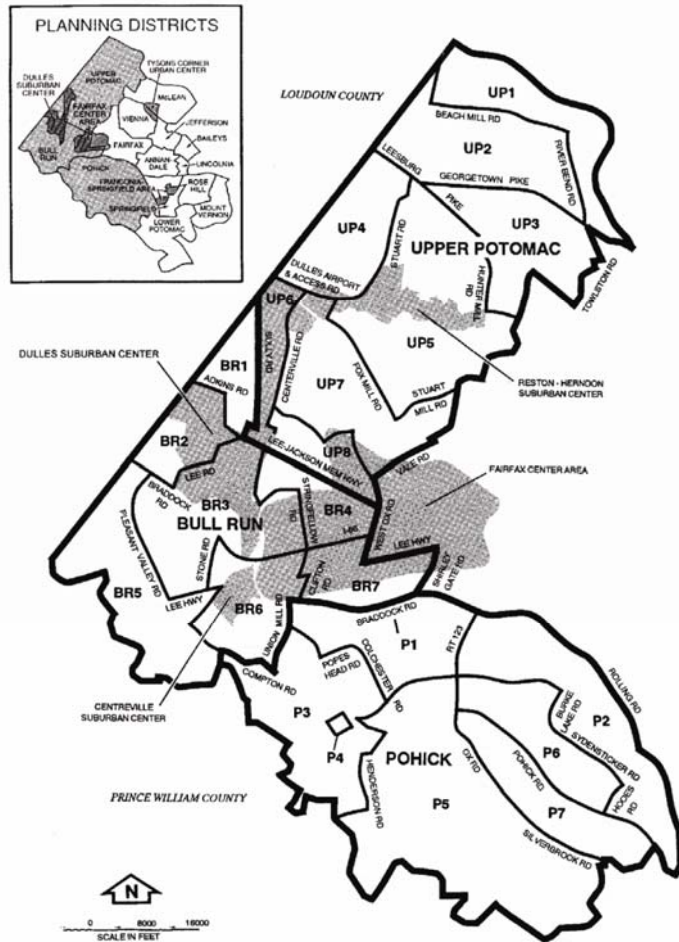 PLANNING DISTRICTS
TYSONS CORNER
URBAN CENTER
UPPER
POTOMAC
DULLES
SUBURBAN
CENTER
McLEAN
FAIRFAX
CENTER
AREA
VIENNA
JEFFERSON
BAILEYS
FAIRFAX
BULL
RUN
POHICK
ANNAN-
DALE
LINCOLNIA
FRANCONIA-
SPRINGFIELD AREA
ROSE
HILL
SPRINGFIELD
MOUNT
VERNON
LOWER
POTOMAC
LOUDOUN COUNTY
UP1
BEACH MILL RD
UP2
RIVER BEND RD
LEESBURG
PIKE
GEORGETOWN PIKE
UP3
UP4
STUART RD
UPPER POTOMAC
HUNTER MILL
RD
TOWLSTON RD
DULLES AIRPORT
& ACCESS RD
UP6
SULLY RD
CENTERVILLE RD
UP5
DULLES SUBURBAN
CENTER
BR1
ADKINS RD
UP7
FOX MILL RD
STUART
MILL RD
RESTON - HERNDON
SUBURBAN CENTER
BR2
LEE-JACKSON MEM HWY
UP8
VALE RD
FAIRFAX
CENTER AREA
LEE RD
BRADDOCK
RD
BR3
BULL RUN
STRINGFELLOW
RD
BR4
I-66
WEST OX RD
LEE HWY
PLEASANT VALLEY RD
STONE RD
CLIFTON
RD
BR7
SHIRLEY
GATE RD
BR5
LEE HWY
BR6
UNION MILL RD
BRADDOCK RD
P1
RT 123
COMPTON RD
POPES
HEAD RD
COLCHESTER
RD
ROLLING RD
CENTREVILLE
SUBURBAN CENTER
P3
P4
BURKE
LAKE RD
P2
SYDENSTICKER RD
P6
POHICK
OX RD
POHICK RD
HOOES
RD
HENDERSON RD
P5
P7
SILVERBROOK RD
PRINCE WILLIAM COUNTY
N
0 8000 16000
SCALE IN FEET